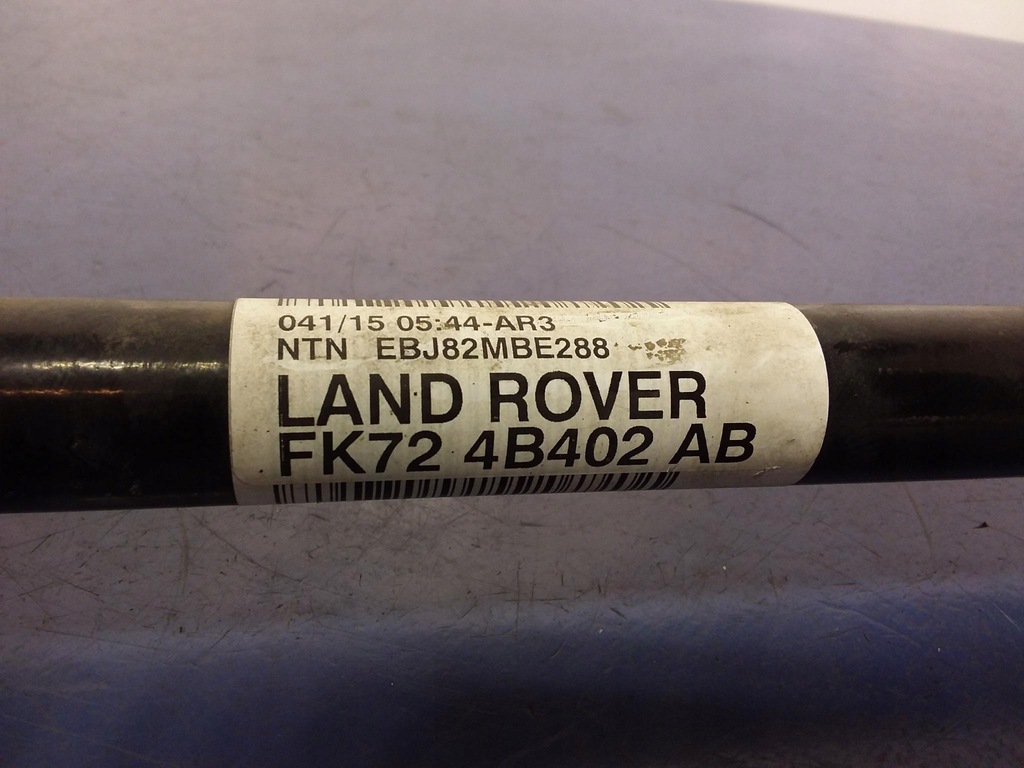 041/15 05:44-AR3
NTN EBJ82MBE288
LAND ROVER
FK72 4B402 AB